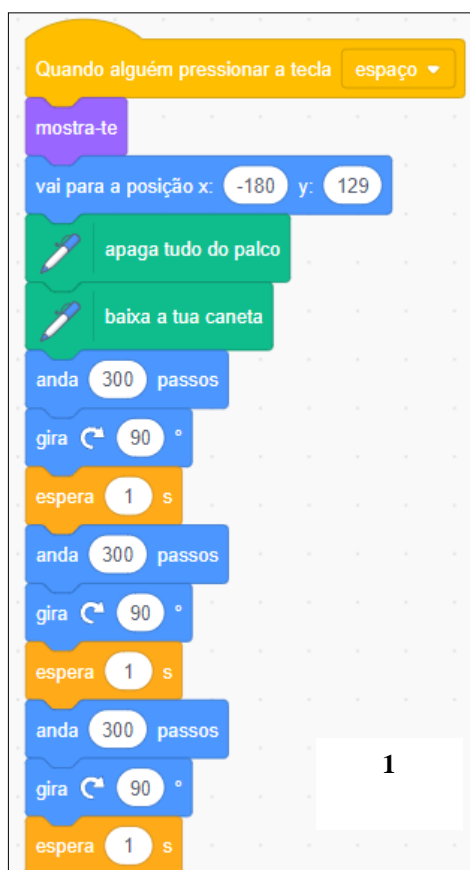 Quando alguém pressionar a tecla espaço
mostra-te
vai para a posição x: -180 y: 129
apaga tudo do palco
baixa a tua caneta
anda 300 passos
gira 90 °
espera 1 s
anda 300 passos
gira 90 °
espera 1 s
anda 300 passos
gira 90 °
espera 1 s
1